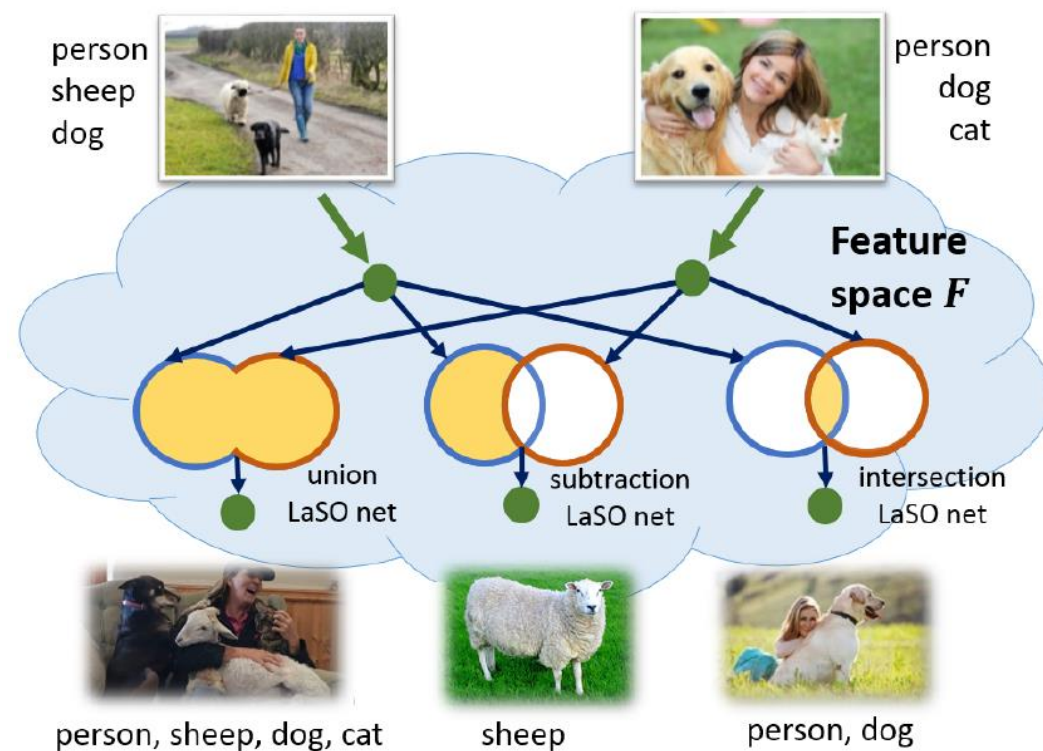 person
sheep
dog
person
dog
cat
Feature
space F
union
LaSO net
subtraction
LaSO net
intersection
LaSO net
person, sheep, dog, cat
sheep
person, dog